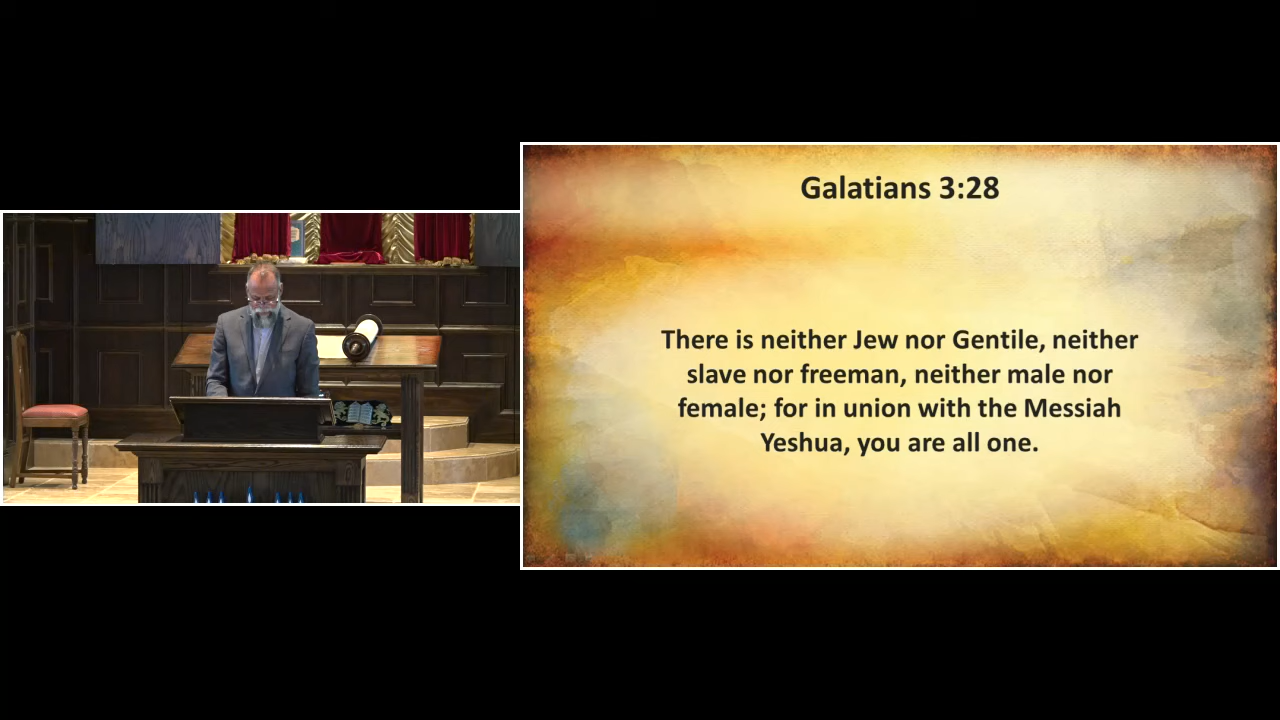 Galatians 3:28
There is neither Jew nor Gentile, neither
slave nor freeman, neither male nor
female; for in union with the Messiah
Yeshua, you are all one.